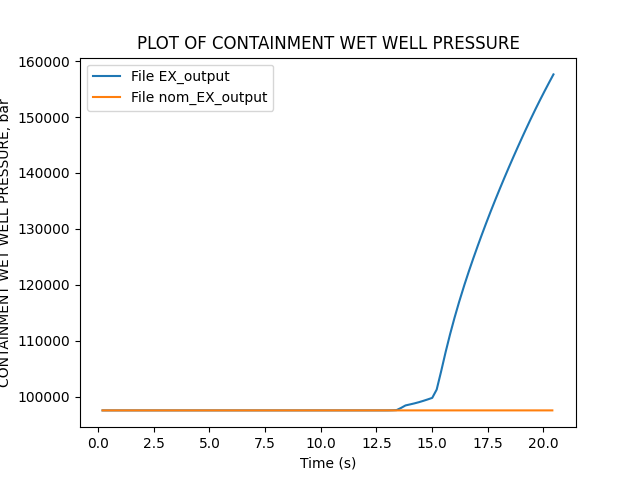 PLOT OF CONTAINMENT WET WELL PRESSURE
File EX_output
File nom_EX_output
CONTAINMENT WET WELL PRESSURE, bar
160000
150000
140000
130000
120000
110000
100000
0.0 2.5 5.0 7.5 10.0 12.5 15.0 17.5 20.0
Time (s)